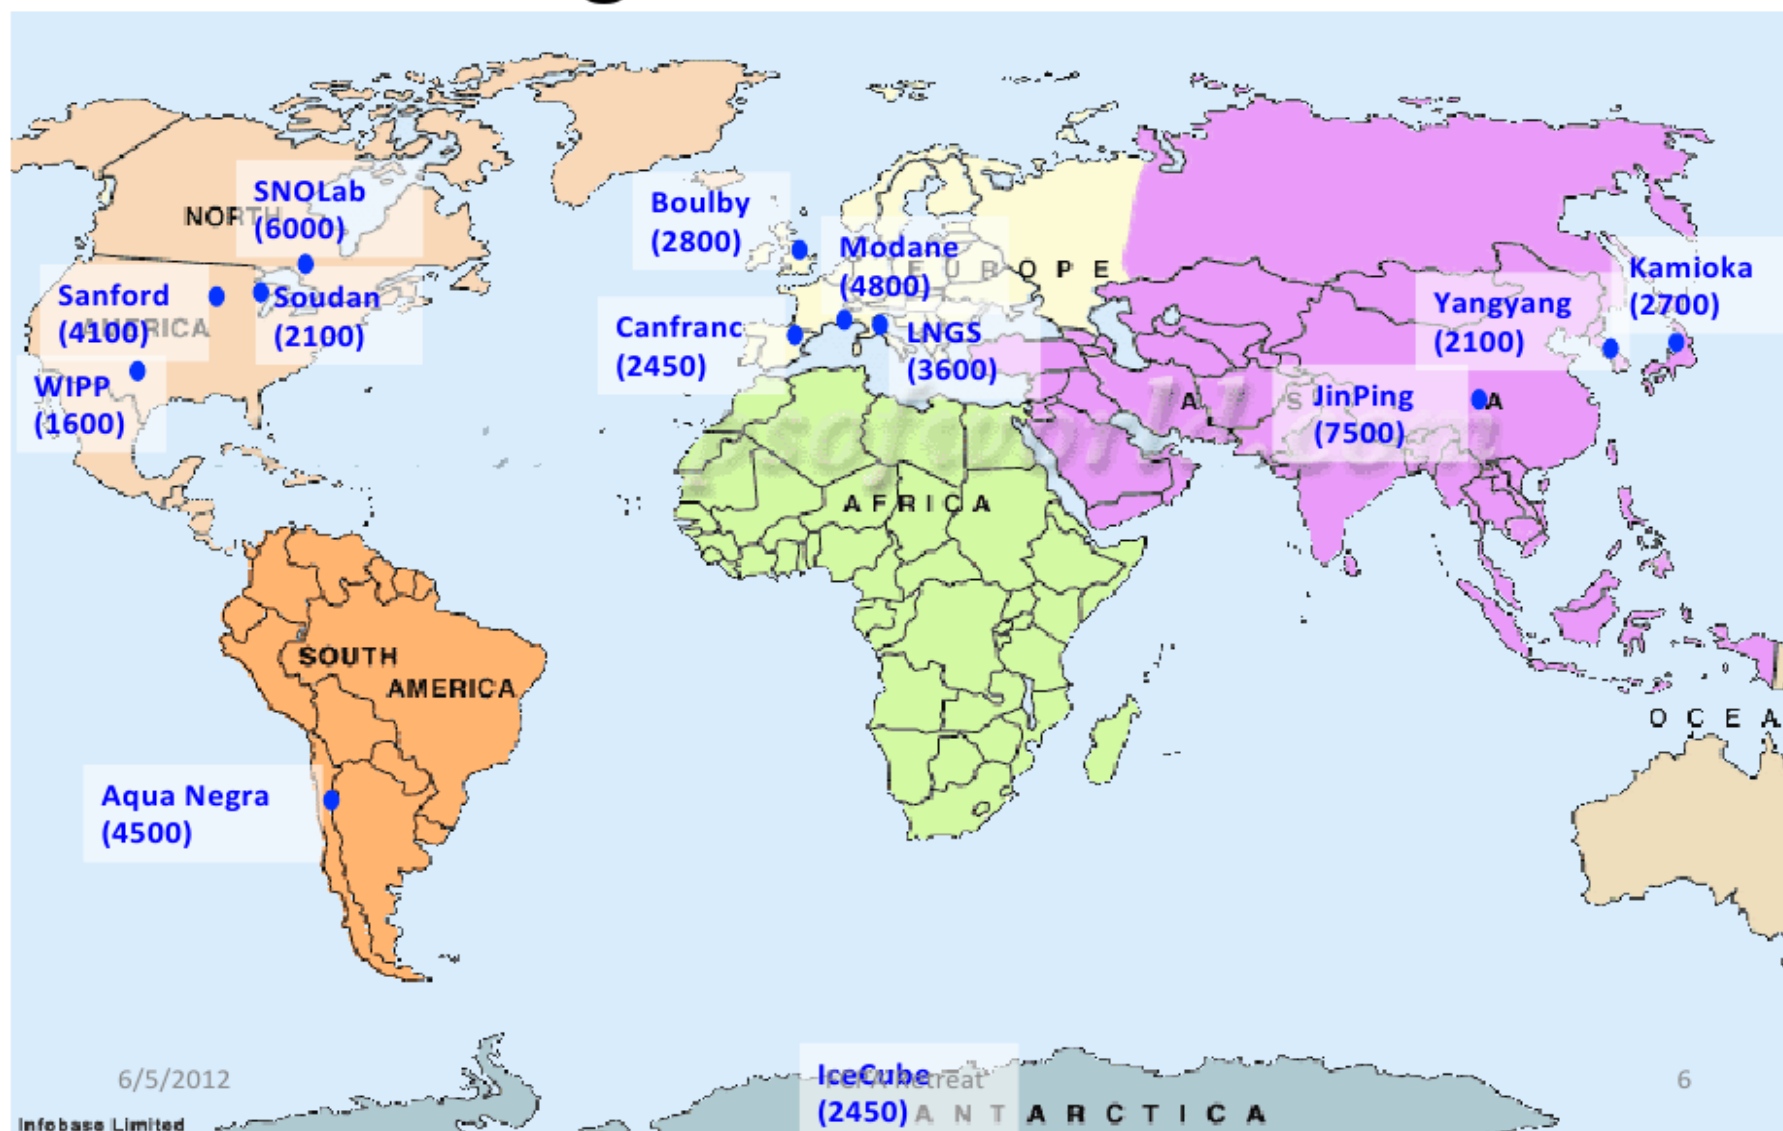 SNOLab
(6000)
NORTH
AMERICA
Sanford
(4100)
Soudan
(2100)
WIPP
(1600)
Boulby
(2800)
Modane
(4800)
EUROPE
Canfranc
(2450)
LNGS
(3600)
Kamioka
(2700)
Yangyang
(2100)
JinPing
(7500)
ASIA
AFRICA
SOUTH
AMERICA
OCEA
Aqua Negra
(4500)
IceCube
(2450)
ANTARCTICA
6/5/2012
Retreat
6
Infobase Limited